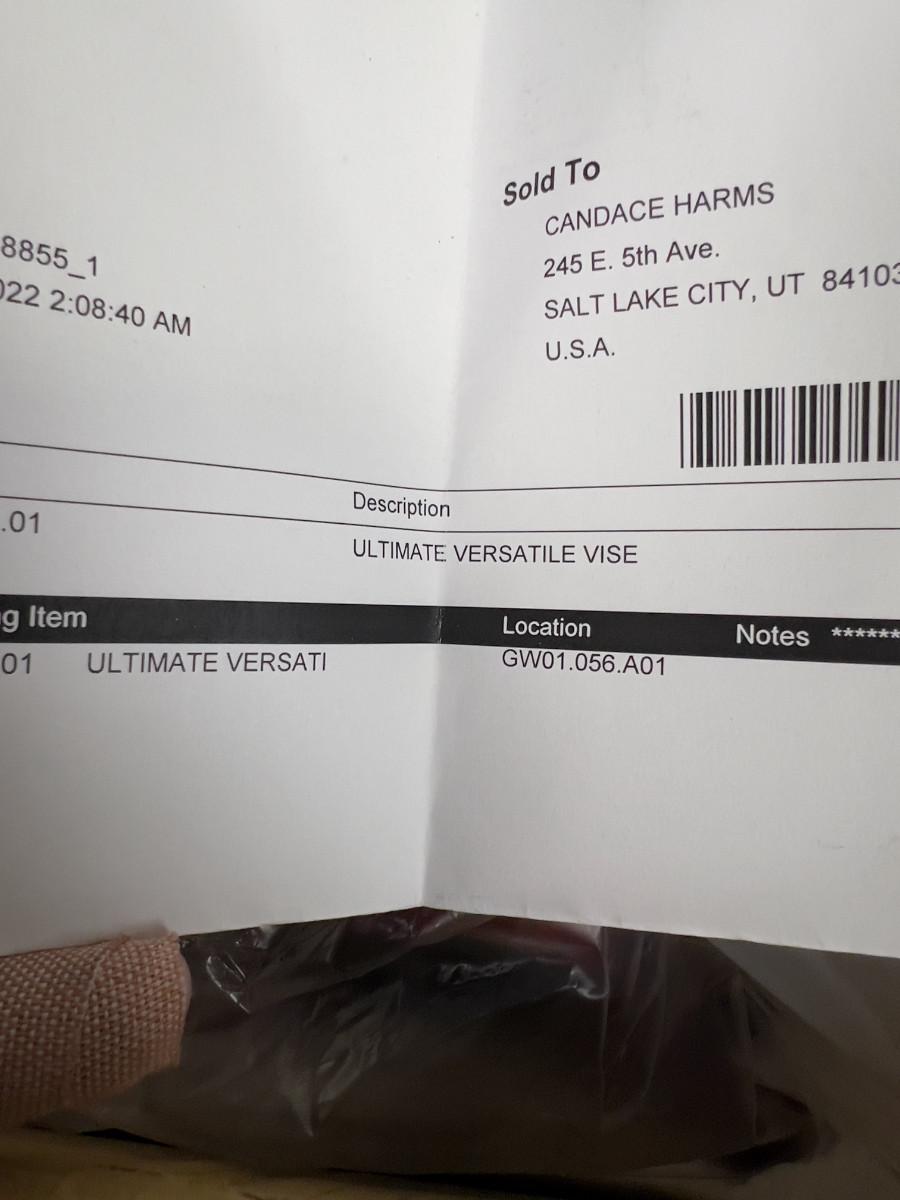 Sold To
CANDACE HARMS
245 E. 5th Ave.
SALT LAKE CITY, UT 84103
U.S.A.
8855_1
022 2:08:40 AM
Description
.01 ULTIMATE VERSATILE VISE
g Item Location Notes ******
01 ULTIMATE VERSATI GW01.056.A01